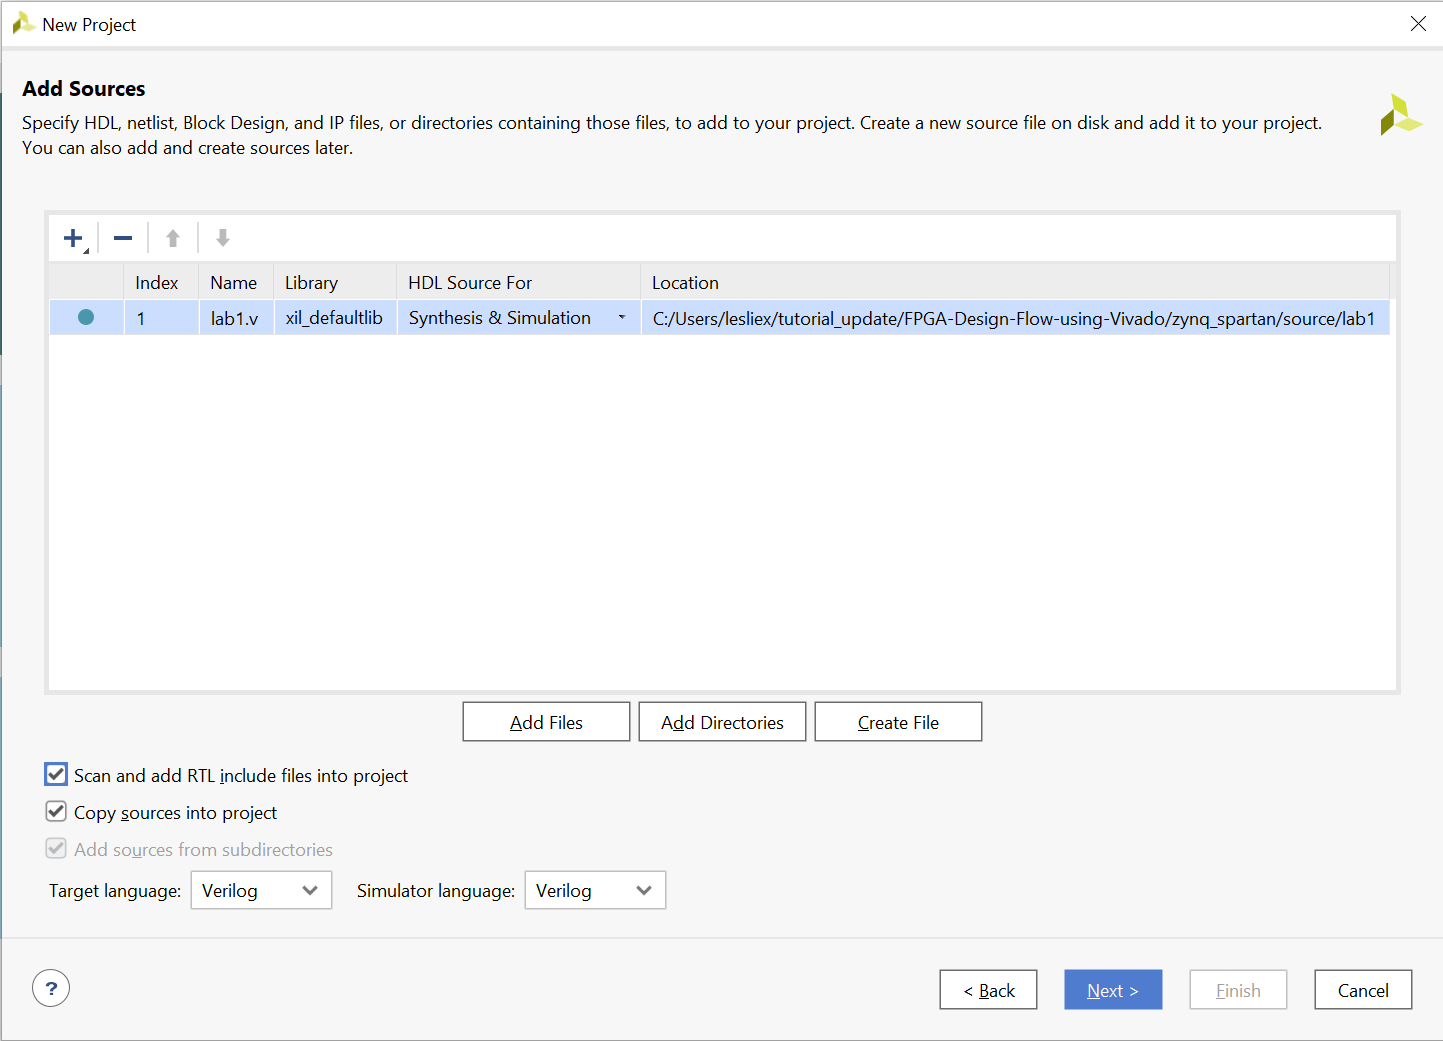 New Project
Add Sources
Specify HDL, netlist, Block Design, and IP files, or directories containing those files, to add to your project. Create a new source file on disk and add it to your project.
You can also add and create sources later.
Index Name Library HDL Source For Location
1 lab1.v xil_defaultlib Synthesis & Simulation C:/Users/lesliex/tutorial_update/FPGA-Design-Flow-using-Vivado/zynq_spartan/source/lab1
Add Files Add Directories Create File
Scan and add RTL include files into project
Copy sources into project
Add sources from subdirectories
Target language: Verilog Simulator language: Verilog
? < Back Next > Finish Cancel